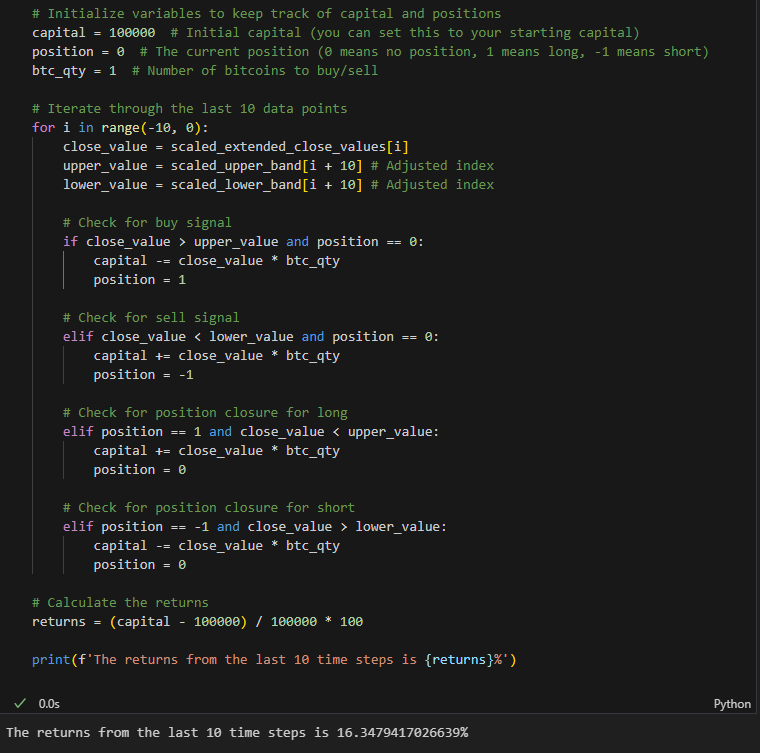 # Initialize variables to keep track of capital and positions
capital = 100000  # Initial capital (you can set this to your starting capital)
position = 0  # The current position (0 means no position, 1 means long, -1 means short)
btc_qty = 1  # Number of bitcoins to buy/sell

# Iterate through the last 10 data points
for i in range(-10, 0):
    close_value = scaled_extended_close_values[i]
    upper_value = scaled_upper_band[i + 10] # Adjusted index
    lower_value = scaled_lower_band[i + 10] # Adjusted index

    # Check for buy signal
    if close_value > upper_value and position == 0:
        capital -= close_value * btc_qty
        position = 1

    # Check for sell signal
    elif close_value < lower_value and position == 0:
        capital += close_value * btc_qty
        position = -1

    # Check for position closure for long
    elif position == 1 and close_value < upper_value:
        capital += close_value * btc_qty
        position = 0

    # Check for position closure for short
    elif position == -1 and close_value > lower_value:
        capital -= close_value * btc_qty
        position = 0

# Calculate the returns
returns = (capital - 100000) / 100000 * 100

print(f'The returns from the last 10 time steps is {returns}%')
✓ 0.0s
Python
The returns from the last 10 time steps is 16.3479417026639%